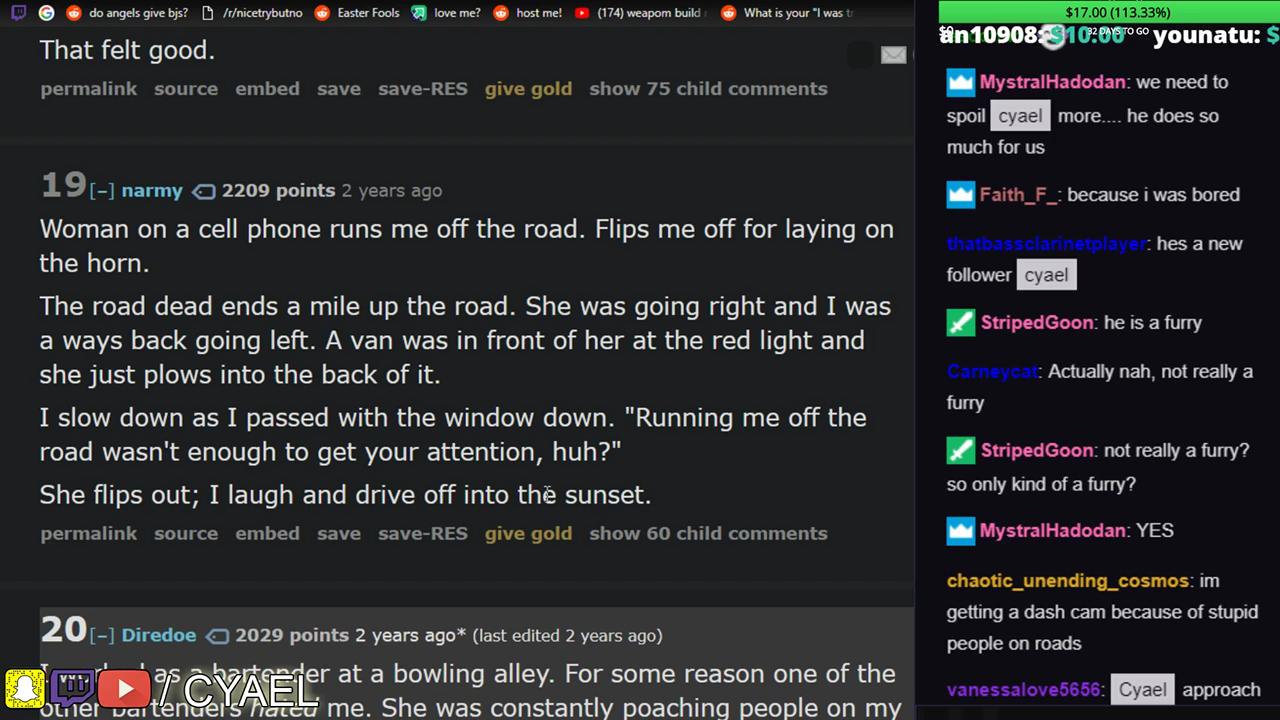 do angels give bjs?
/r/nicetrybutno
Easter Fools
love me?
host me!
(174) weapom build
What is your "I was t
That felt good.
permalink source embed save save-RES give gold show 75 child comments
19 [–] narmy 2209 points 2 years ago
Woman on a cell phone runs me off the road. Flips me off for laying on
the horn.
The road dead ends a mile up the road. She was going right and I was
a ways back going left. A van was in front of her at the red light and
she just plows into the back of it.
I slow down as I passed with the window down. "Running me off the
road wasn't enough to get your attention, huh?"
She flips out; I laugh and drive off into the sunset.
permalink source embed save save-RES give gold show 60 child comments
20 [–] Diredoe 2029 points 2 years ago* (last edited 2 years ago)
as a bartender at a bowling alley. For some reason one of the
other bartenders hated me. She was constantly poaching people on my
/ CYAEL
$17.00 (113.33%)
32 DAYS TO GO
an10908: $10.00 younatu: $
MystralHadodan: we need to
spoil cyael more.... he does so
much for us
Faith_F_: because i was bored
thatbassclarinetplayer: hes a new
follower cyael
StripedGoon: he is a furry
Carneycat: Actually nah, not really a
furry
StripedGoon: not really a furry?
so only kind of a furry?
MystralHadodan: YES
chaotic_unending_cosmos: im
getting a dash cam because of stupid
people on roads
vanessalove5656: Cyael approach